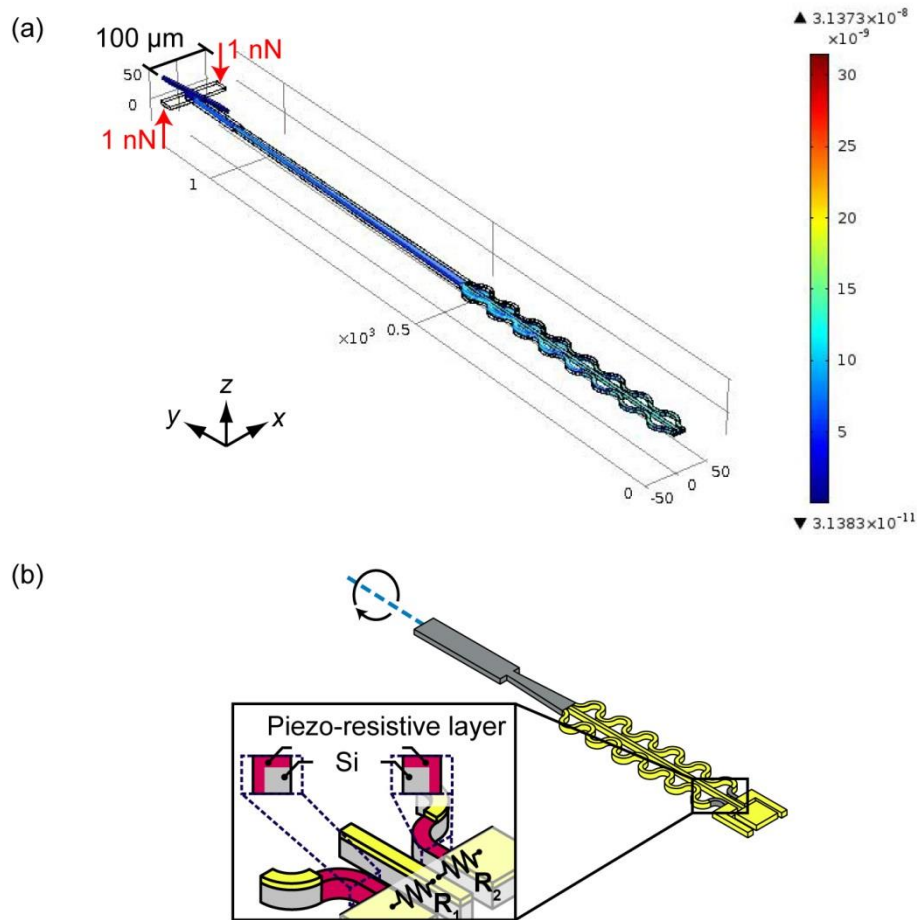 (a)
100 µm
1 nN
50
0
1 nN
1
×10³
0.5
0
-50
0
50
z
y
x
▲ 3.1373×10⁻⁸
×10⁻⁹
30
25
20
15
10
5
▼ 3.1383×10⁻¹¹
(b)
Piezo-resistive layer
Si
R₁
R₂